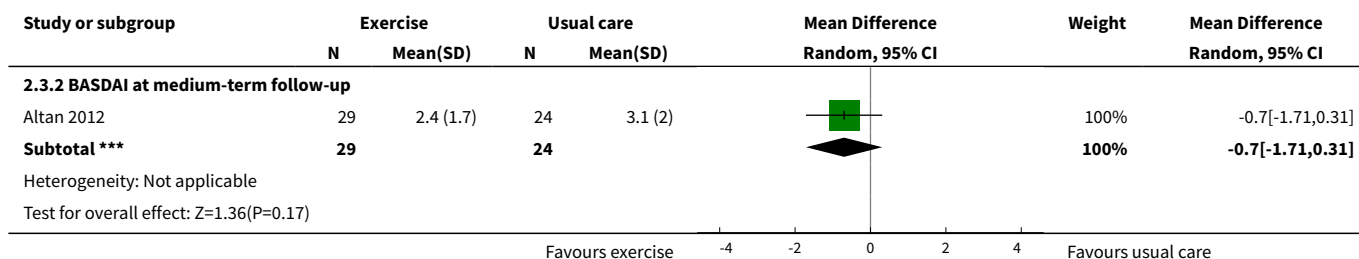 Study or subgroup Exercise Usual care Mean Difference Weight Mean Difference
N Mean(SD) N Mean(SD) Random, 95% CI Random, 95% CI
2.3.2 BASDAI at medium-term follow-up
Altan 2012 29 2.4 (1.7) 24 3.1 (2) 100% -0.7[-1.71,0.31]
Subtotal *** 29 24 100% -0.7[-1.71,0.31]
Heterogeneity: Not applicable
Test for overall effect: Z=1.36(P=0.17)
Favours exercise -4 -2 0 2 4 Favours usual care